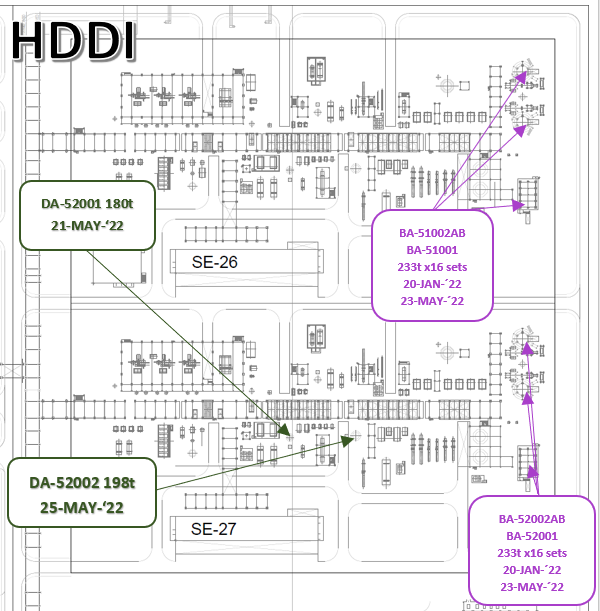 HDDI
DA-52001 180t
21-MAY-‘22
SE-26
BA-51002AB
BA-51001
233t x16 sets
20-JAN-´22
23-MAY-´22
DA-52002 198t
25-MAY-‘22
SE-27
BA-52002AB
BA-52001
233t x16 sets
20-JAN-´22
23-MAY-´22